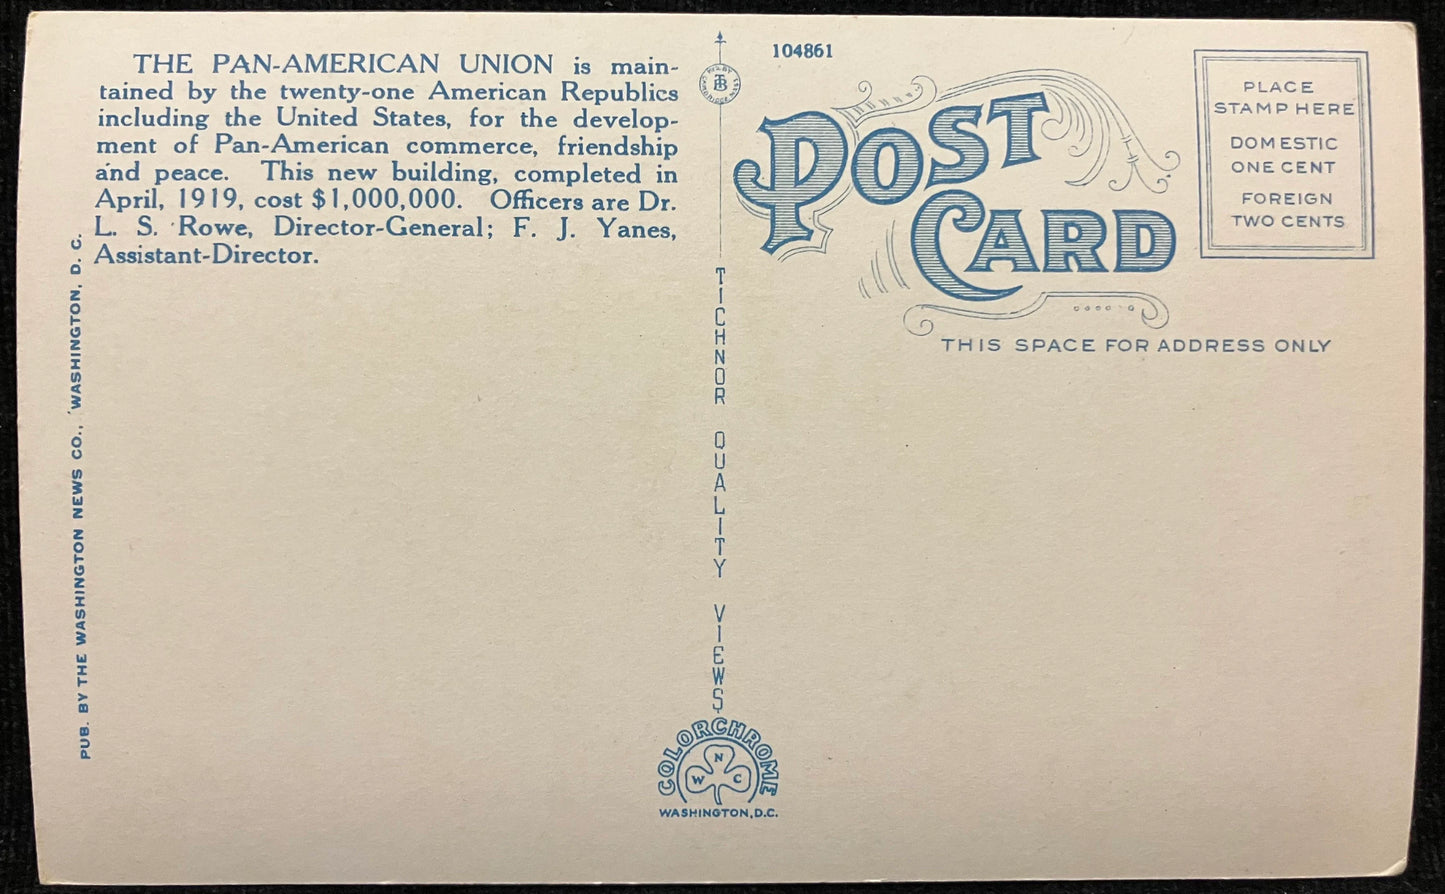 THE PAN-AMERICAN UNION is main-
tained by the twenty-one American Republics
including the United States, for the develop-
ment of Pan-American commerce, friendship
and peace. This new building, completed in
April, 1919, cost $1,000,000. Officers are Dr.
L. S. Rowe, Director-General; F. J. Yanes,
Assistant-Director.
PUB. BY THE WASHINGTON NEWS CO., WASHINGTON, D. C.
TB
TICHNOR QUALITY VIEWS
COLORCHROME
N
W C
WASHINGTON, D.C.
104861
POST
CARD
THIS SPACE FOR ADDRESS ONLY
PLACE
STAMP HERE
DOMESTIC
ONE CENT
FOREIGN
TWO CENTS